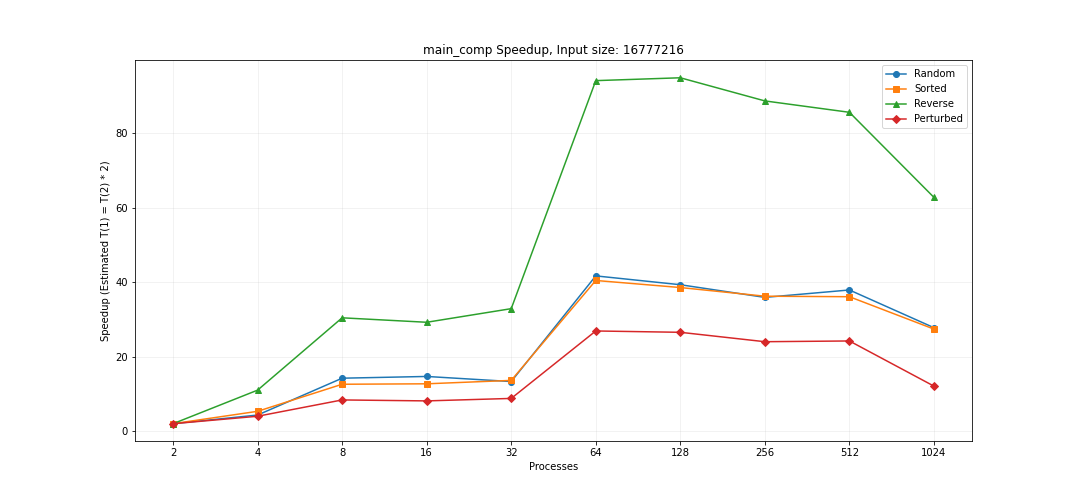 main_comp Speedup, Input size: 16777216
Random
Sorted
Reverse
Perturbed
Speedup (Estimated T(1) = T(2) * 2)
80
60
40
20
0
2 4 8 16 32 64 128 256 512 1024
Processes